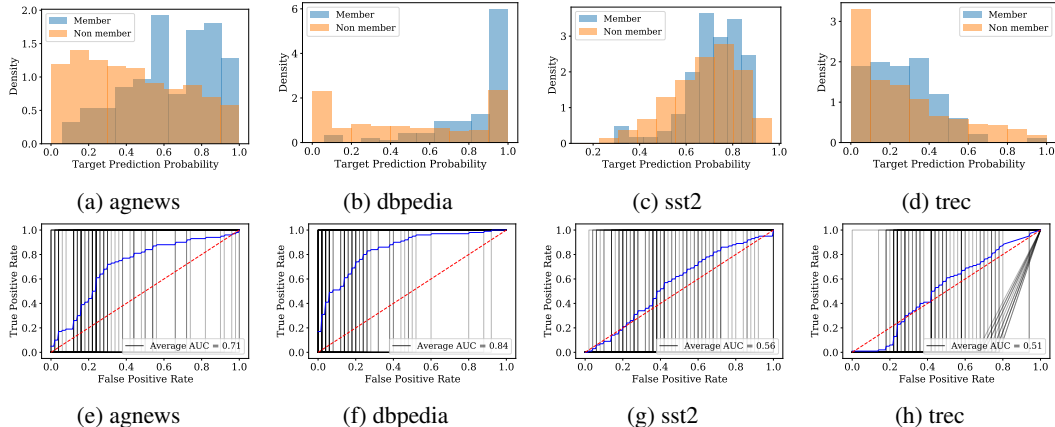 Member
Non member
Density
0.0 0.5 1.0 1.5 2.0
0.0 0.2 0.4 0.6 0.8 1.0
Target Prediction Probability
(a) agnews
Member
Non member
Density
0 2 4 6
0.0 0.2 0.4 0.6 0.8 1.0
Target Prediction Probability
(b) dbpedia
Member
Non member
Density
0 1 2 3
0.2 0.4 0.6 0.8 1.0
Target Prediction Probability
(c) sst2
Member
Non member
Density
0 1 2 3
0.0 0.2 0.4 0.6 0.8 1.0
Target Prediction Probability
(d) trec
True Positive Rate
0.0 0.2 0.4 0.6 0.8 1.0
Average AUC = 0.71
0.0 0.2 0.4 0.6 0.8 1.0
False Positive Rate
(e) agnews
True Positive Rate
0.0 0.2 0.4 0.6 0.8 1.0
Average AUC = 0.84
0.0 0.2 0.4 0.6 0.8 1.0
False Positive Rate
(f) dbpedia
True Positive Rate
0.0 0.2 0.4 0.6 0.8 1.0
Average AUC = 0.56
0.0 0.2 0.4 0.6 0.8 1.0
False Positive Rate
(g) sst2
True Positive Rate
0.0 0.2 0.4 0.6 0.8 1.0
Average AUC = 0.51
0.0 0.2 0.4 0.6 0.8 1.0
False Positive Rate
(h) trec